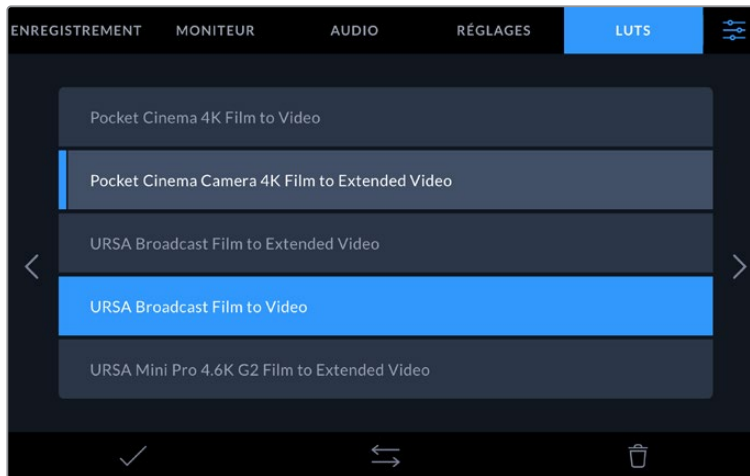 ENREGISTREMENT MONITEUR AUDIO RÉGLAGES LUTS
Pocket Cinema 4K Film to Video
Pocket Cinema Camera 4K Film to Extended Video
URSA Broadcast Film to Extended Video
URSA Broadcast Film to Video
URSA Mini Pro 4.6K G2 Film to Extended Video